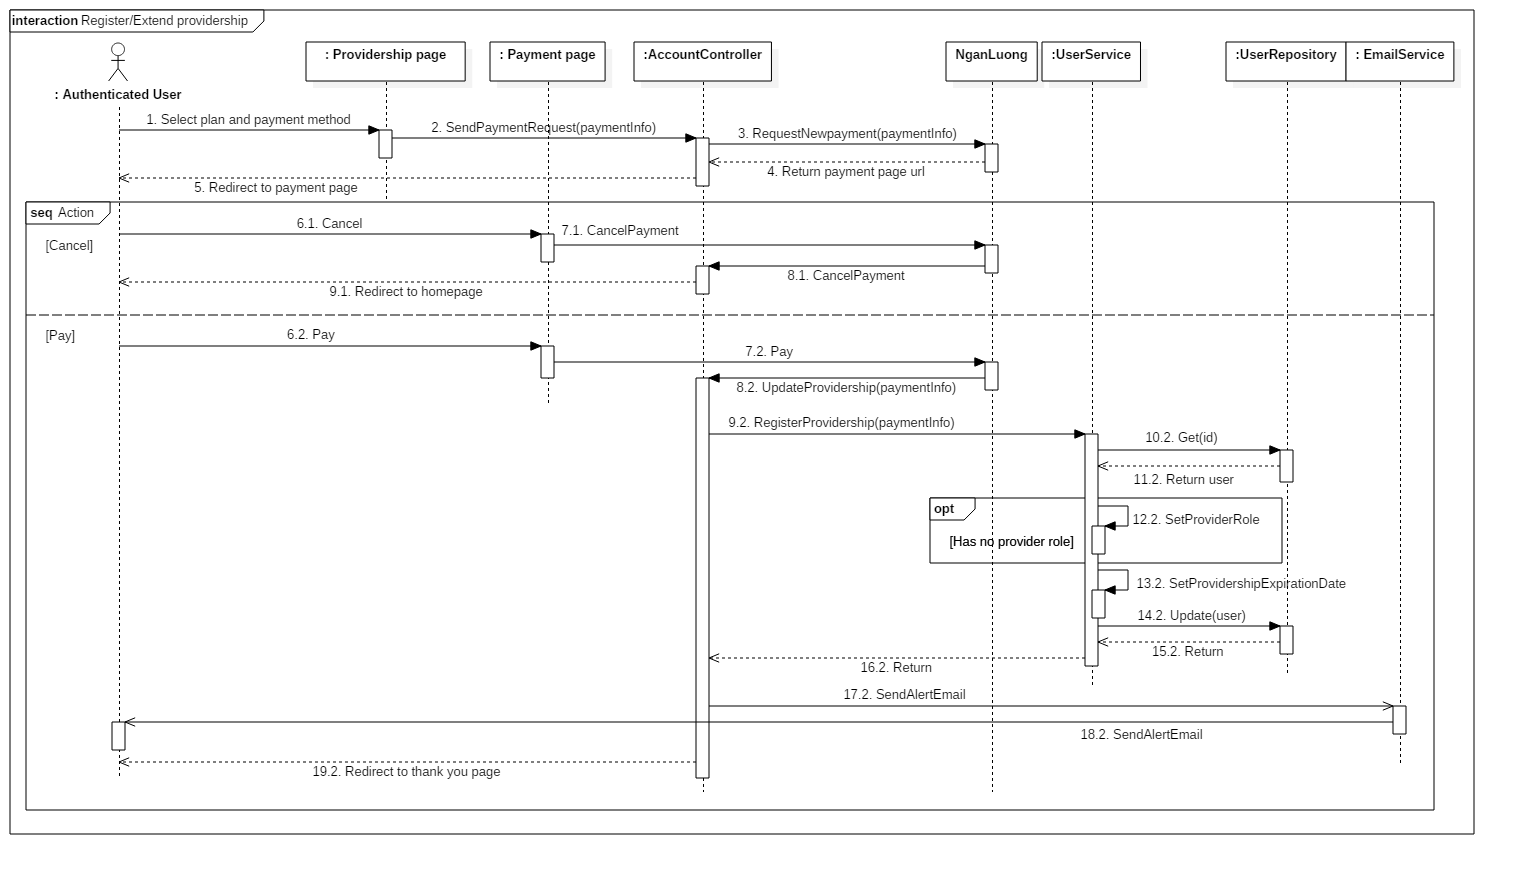 interaction Register/Extend providership
: Providership page
: Payment page
:AccountController
NganLuong
:UserService
:UserRepository
: EmailService
: Authenticated User
1. Select plan and payment method
2. SendPaymentRequest(paymentInfo)
3. RequestNewpayment(paymentInfo)
4. Return payment page url
5. Redirect to payment page
seq Action
6.1. Cancel
7.1. CancelPayment
[Cancel]
8.1. CancelPayment
9.1. Redirect to homepage
[Pay]
6.2. Pay
7.2. Pay
8.2. UpdateProvidership(paymentInfo)
9.2. RegisterProvidership(paymentInfo)
10.2. Get(id)
11.2. Return user
opt
12.2. SetProviderRole
[Has no provider role]
13.2. SetProvidershipExpirationDate
14.2. Update(user)
15.2. Return
16.2. Return
17.2. SendAlertEmail
18.2. SendAlertEmail
19.2. Redirect to thank you page